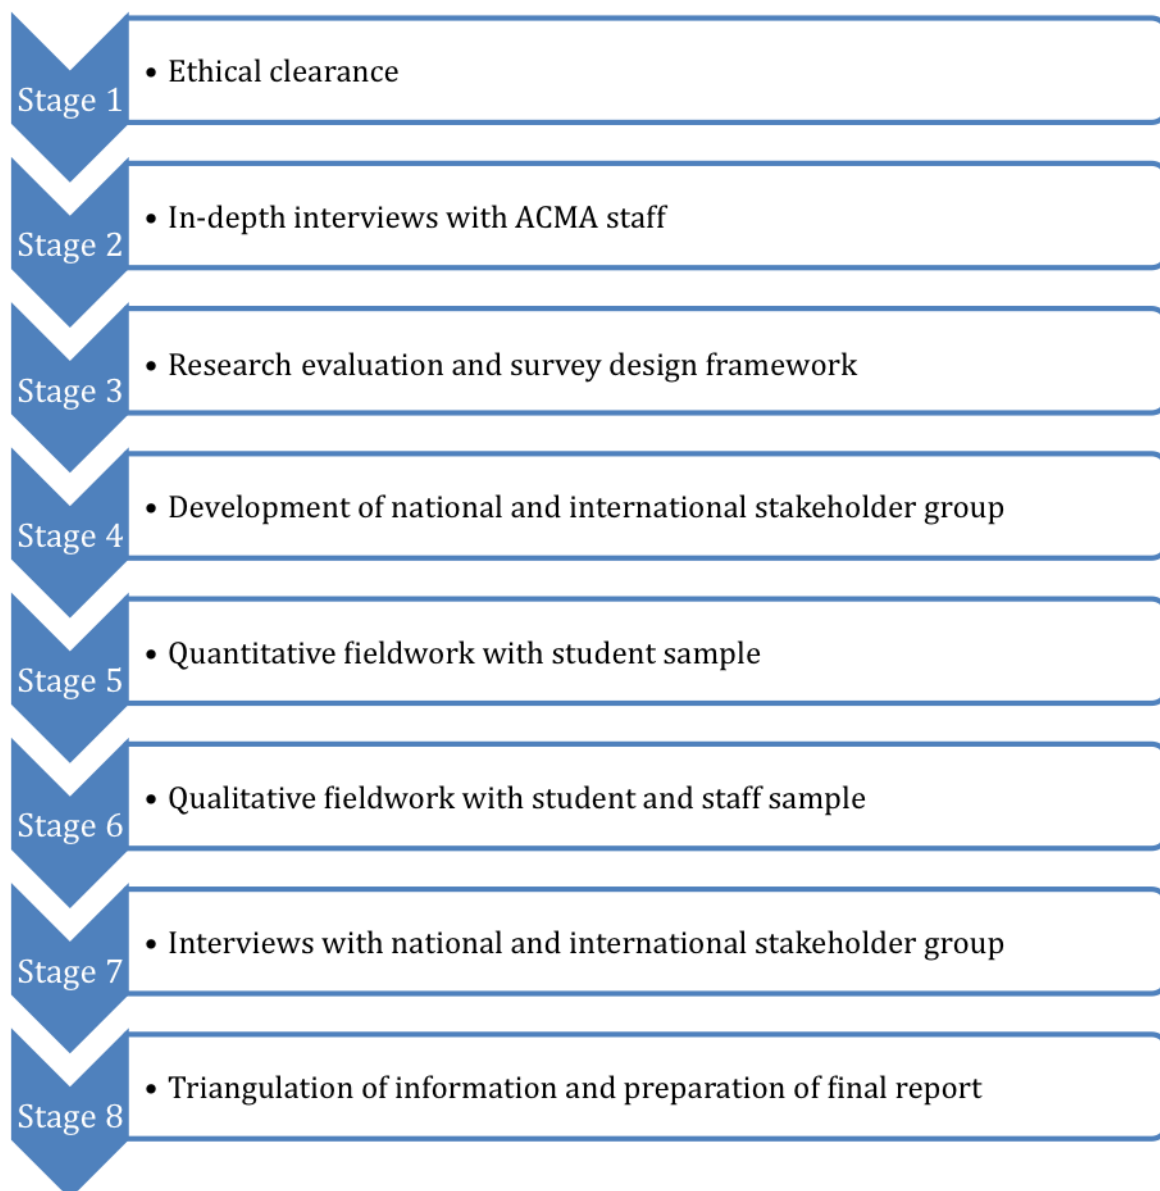 Stage 1
• Ethical clearance
Stage 2
• In-depth interviews with ACMA staff
Stage 3
• Research evaluation and survey design framework
Stage 4
• Development of national and international stakeholder group
Stage 5
• Quantitative fieldwork with student sample
Stage 6
• Qualitative fieldwork with student and staff sample
Stage 7
• Interviews with national and international stakeholder group
Stage 8
• Triangulation of information and preparation of final report